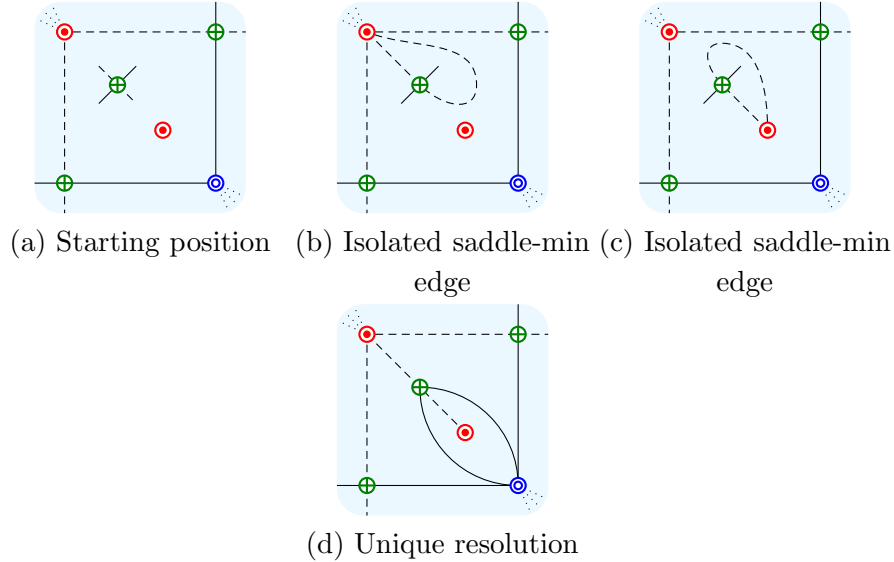 (a) Starting position (b) Isolated saddle-min (c) Isolated saddle-min
edge edge
(d) Unique resolution